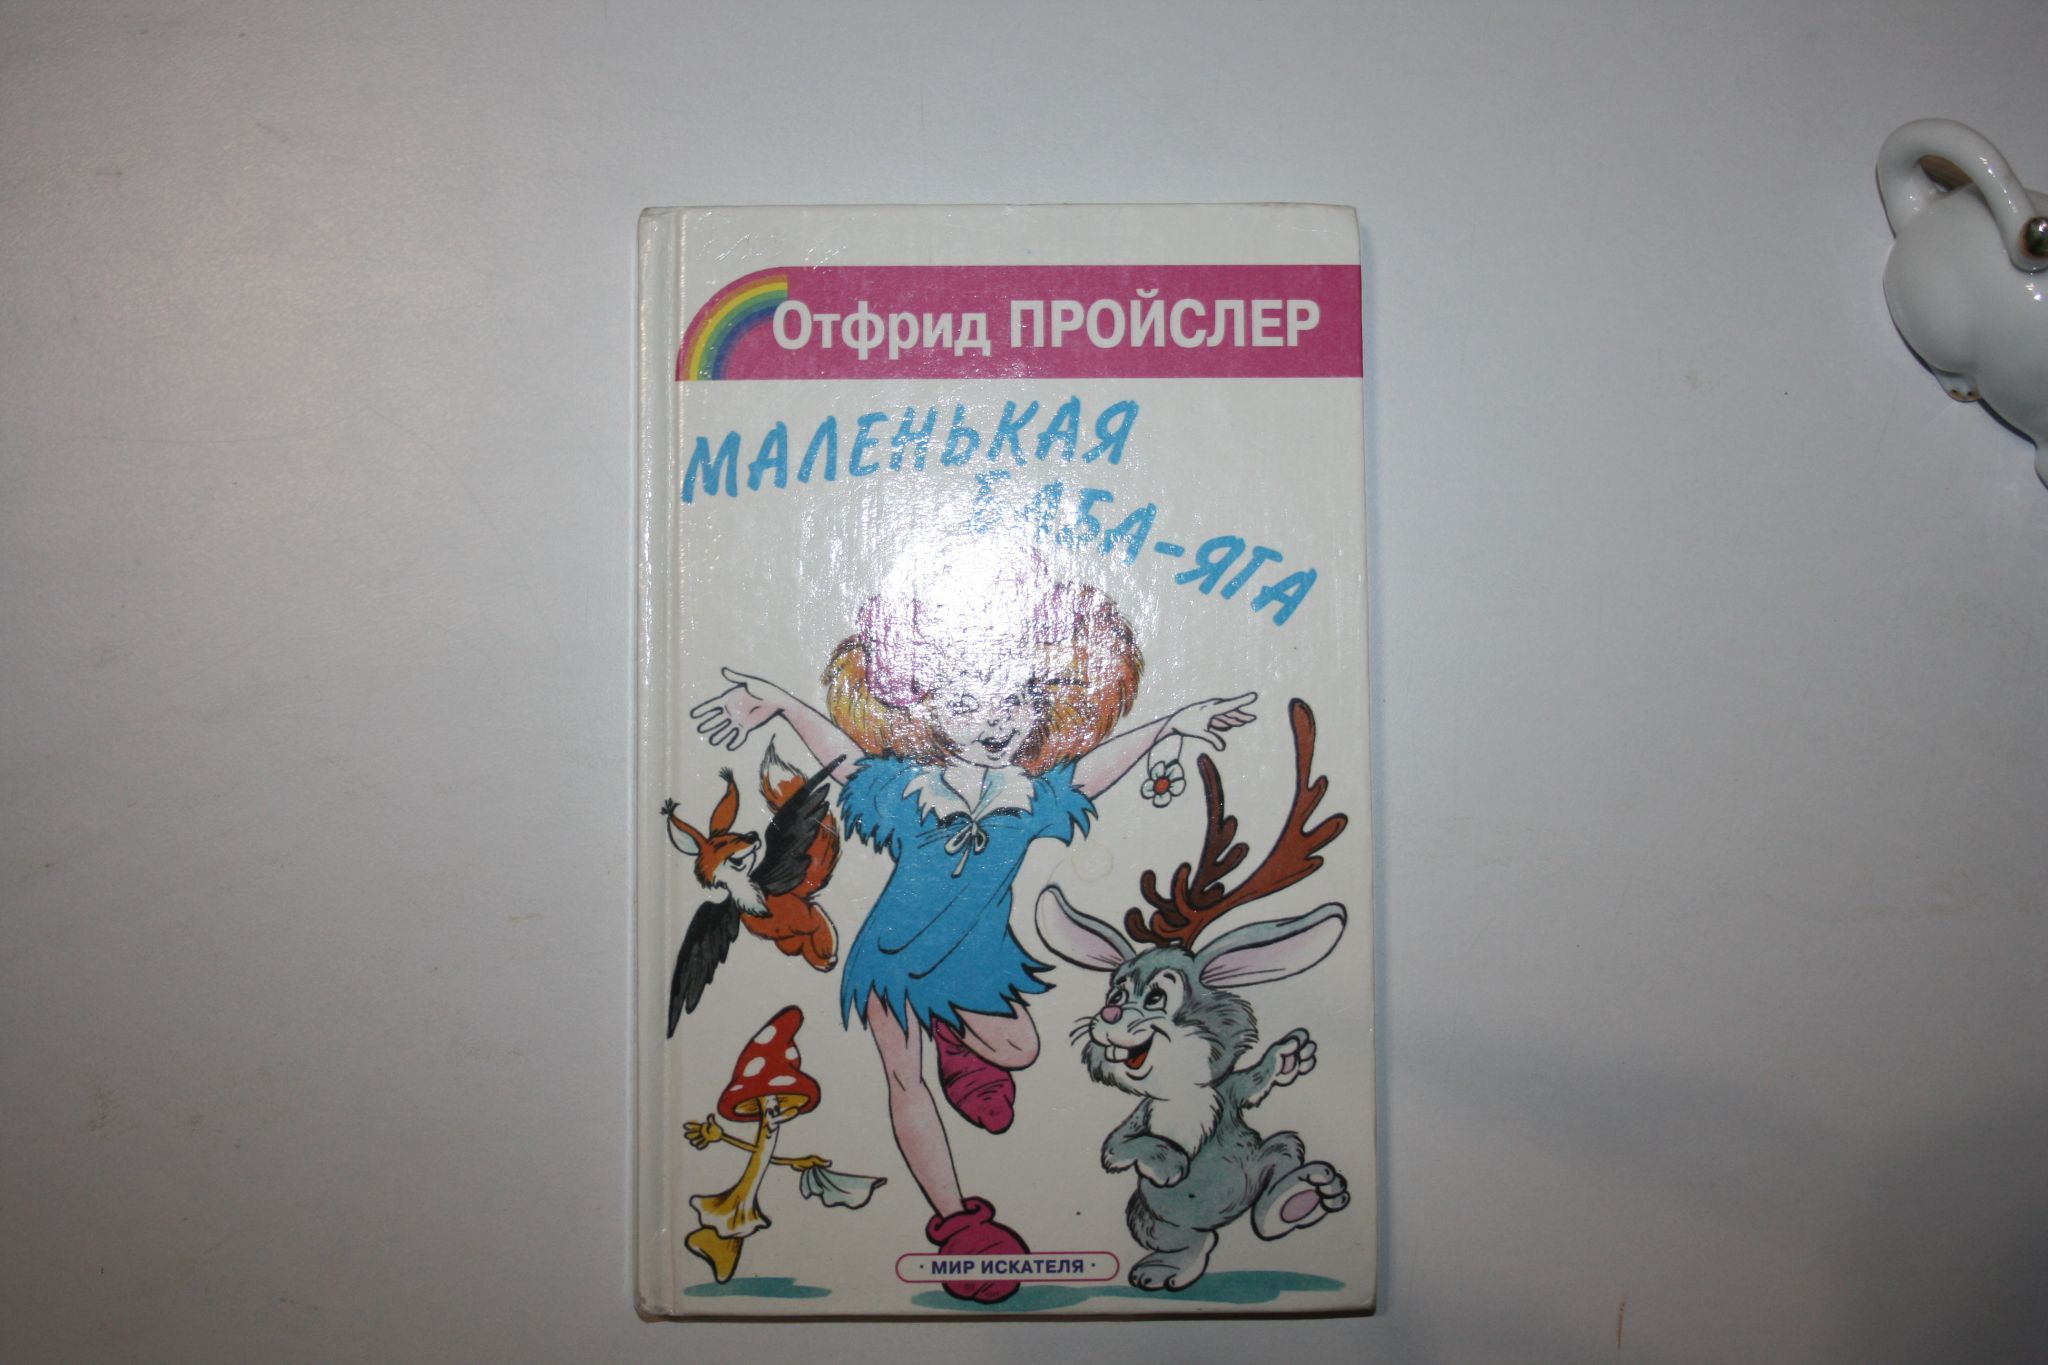 Отфрид ПРОЙСЛЕР
МАЛЕНЬКАЯ
БАБА-ЯГА
· МИР ИСКАТЕЛЯ ·